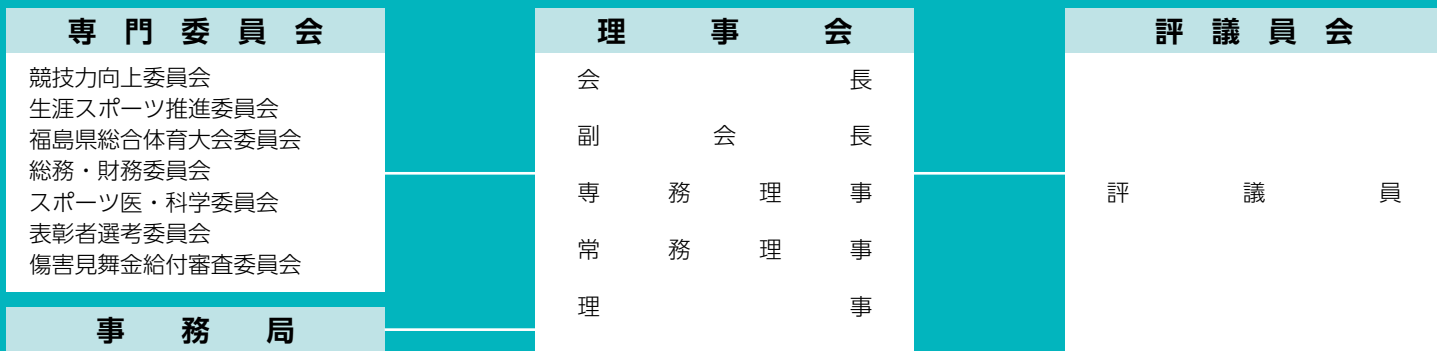 専門委員会
競技力向上委員会
生涯スポーツ推進委員会
福島県総合体育大会委員会
総務・財務委員会
スポーツ医・科学委員会
表彰者選考委員会
傷害見舞金給付審査委員会
事務局
理事会
会長
副会長
専務理事
常務理事
理事
評議員会
評議員